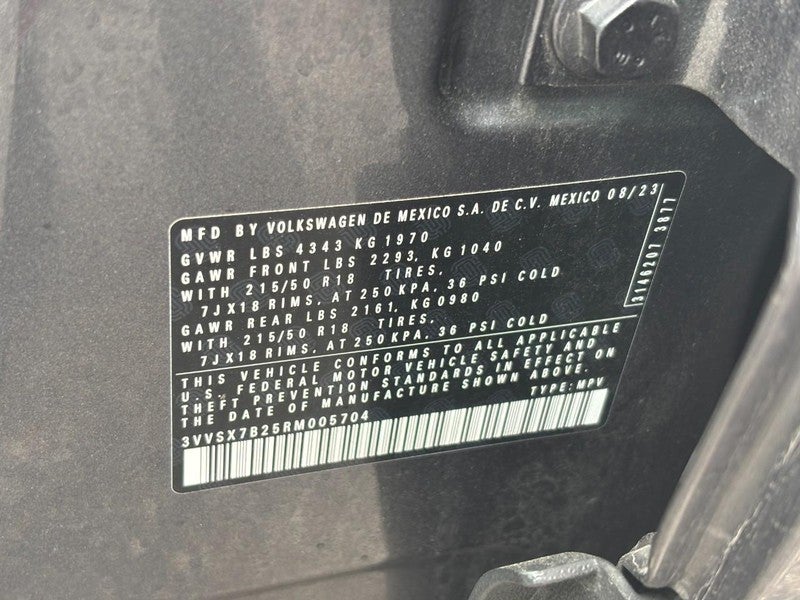 MFD BY VOLKSWAGEN DE MEXICO S.A. DE C.V. MEXICO 08/23
GVWR LBS 4343 KG 1970
GAWR FRONT LBS 2293, KG 1040
WITH 215/50 R18 TIRES,
7JX18 RIMS, AT 250 KPA, 36 PSI COLD
GAWR REAR LBS 2161, KG0980
WITH 215/50 R18 TIRES,
7JX18 RIMS, AT 250 KPA, 36 PSI COLD
THIS VEHICLE CONFORMS TO ALL APPLICABLE
U.S. FEDERAL MOTOR VEHICLE SAFETY AND
THEFT PREVENTION STANDARDS IN EFFECT ON
THE DATE OF MANUFACTURE SHOWN ABOVE.
3VVSX7B25RM005704 TYPE: MPV
3T40207 3877